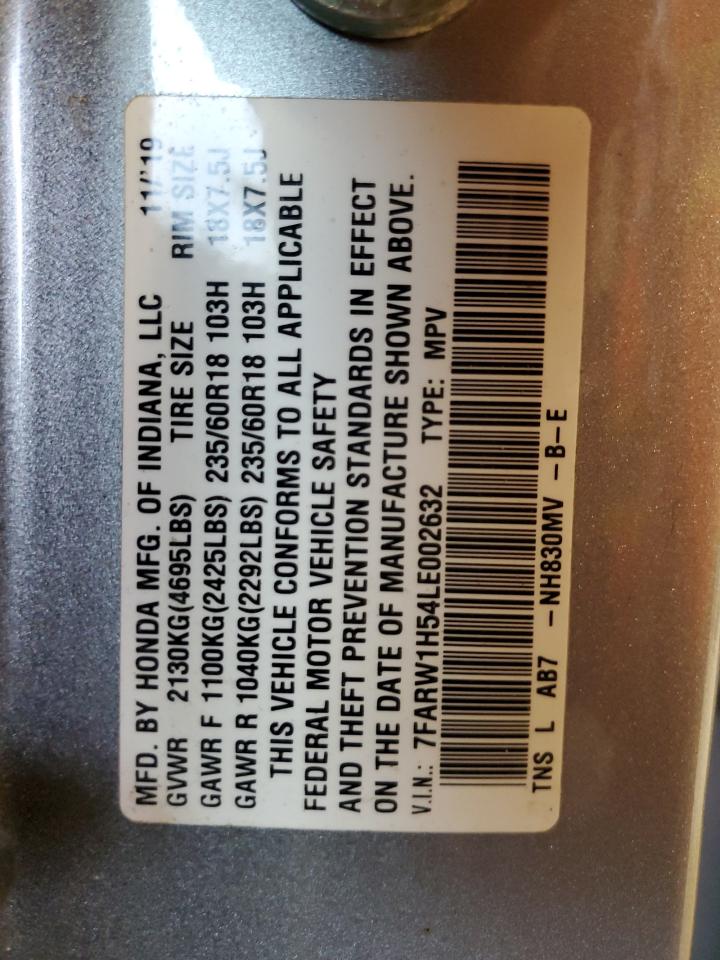 MFD. BY HONDA MFG. OF INDIANA, LLC 11/'19
GVWR 2130KG(4695LBS) TIRE SIZE RIM SIZE
GAWR F 1100KG(2425LBS) 235/60R18 103H 18X7.5J
GAWR R 1040KG(2292LBS) 235/60R18 103H 18X7.5J
THIS VEHICLE CONFORMS TO ALL APPLICABLE
FEDERAL MOTOR VEHICLE SAFETY
AND THEFT PREVENTION STANDARDS IN EFFECT
ON THE DATE OF MANUFACTURE SHOWN ABOVE.
V.I.N.: 7FARW1H54LE002632 TYPE: MPV
TNS L AB7 -NH830MV -B-E